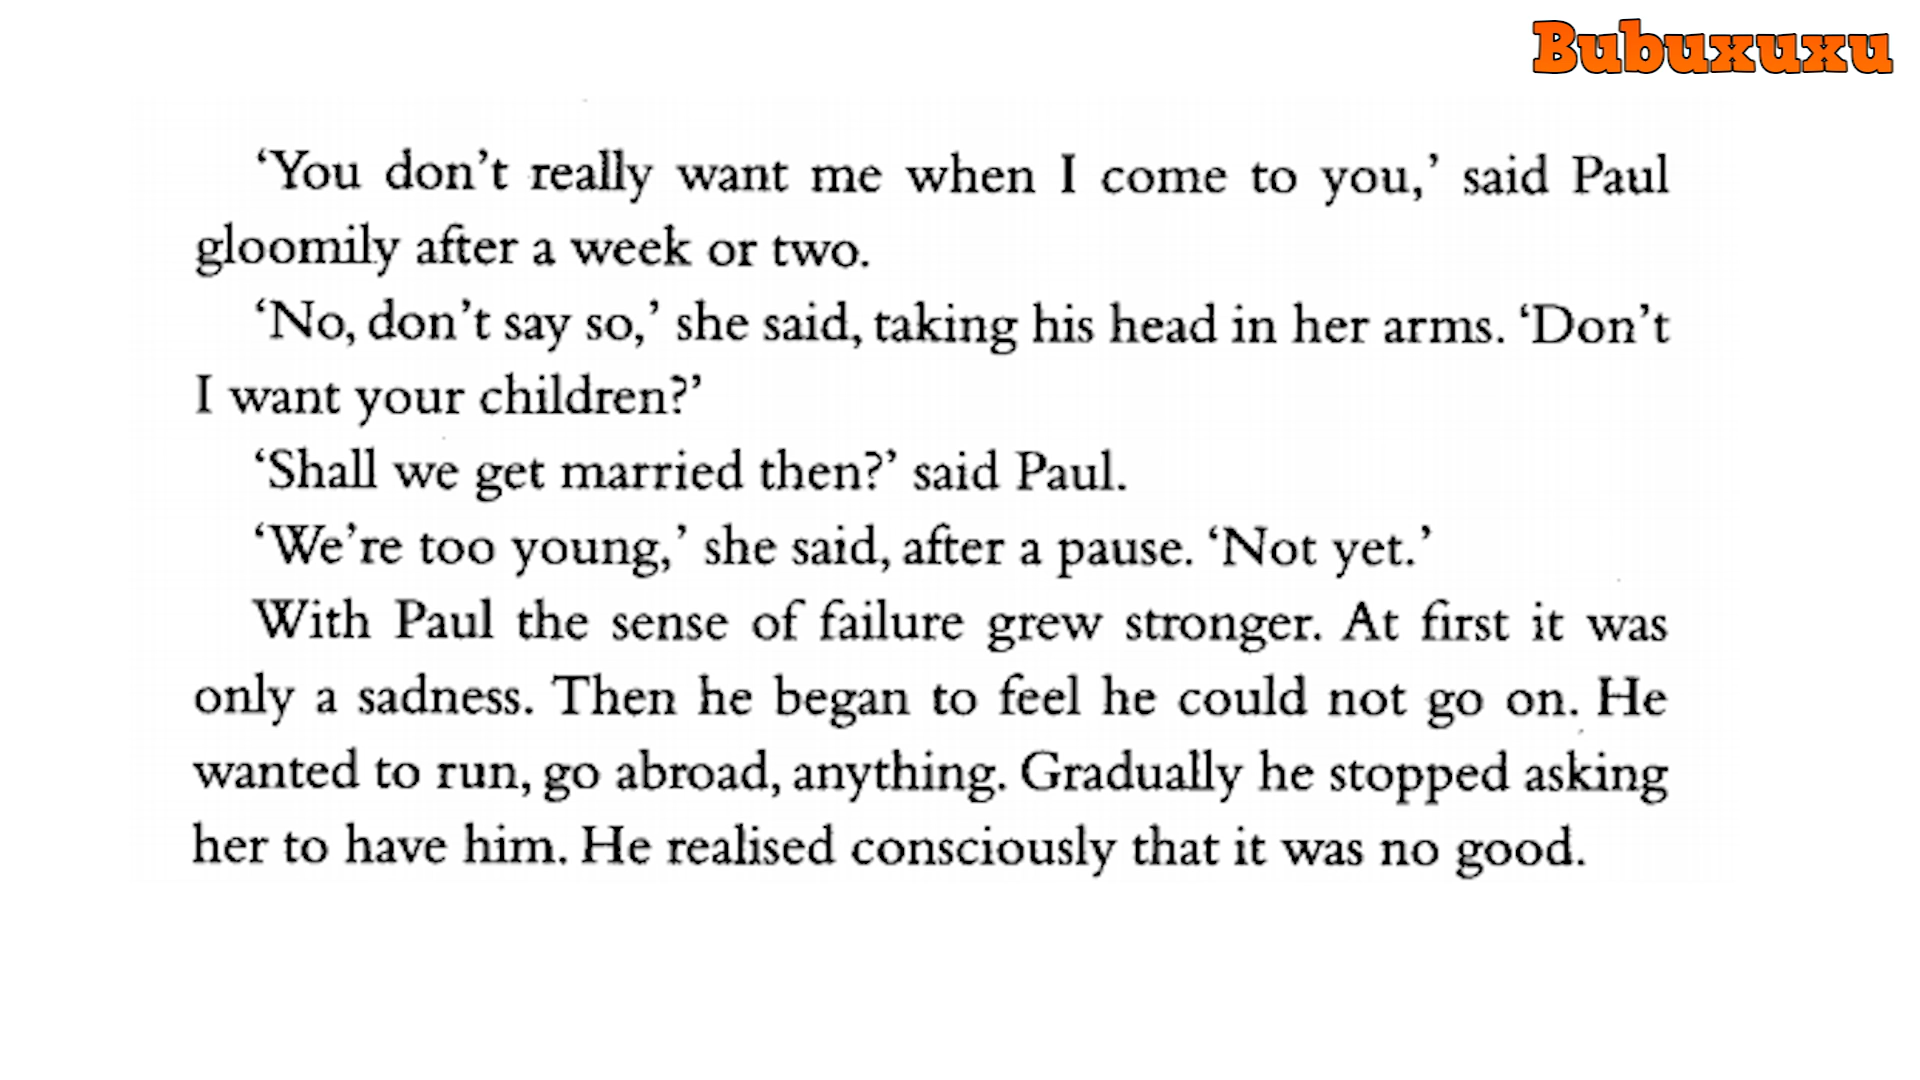 Bubuxuxu
‘You don’t really want me when I come to you,’ said Paul
gloomily after a week or two.
‘No, don’t say so,’ she said, taking his head in her arms. ‘Don’t
I want your children?’
‘Shall we get married then?’ said Paul.
‘We’re too young,’ she said, after a pause. ‘Not yet.’
With Paul the sense of failure grew stronger. At first it was
only a sadness. Then he began to feel he could not go on. He
wanted to run, go abroad, anything. Gradually he stopped asking
her to have him. He realised consciously that it was no good.